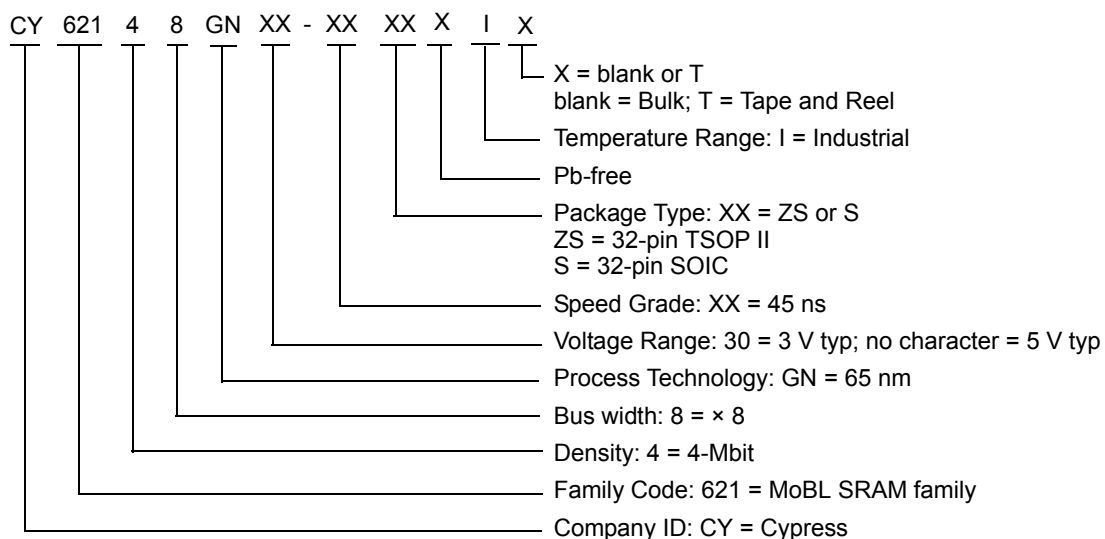 CY 621 4 8 GN XX - XX XX X I X
X = blank or T
blank = Bulk; T = Tape and Reel
Temperature Range: I = Industrial
Pb-free
Package Type: XX = ZS or S
ZS = 32-pin TSOP II
S = 32-pin SOIC
Speed Grade: XX = 45 ns
Voltage Range: 30 = 3 V typ; no character = 5 V typ
Process Technology: GN = 65 nm
Bus width: 8 = × 8
Density: 4 = 4-Mbit
Family Code: 621 = MoBL SRAM family
Company ID: CY = Cypress